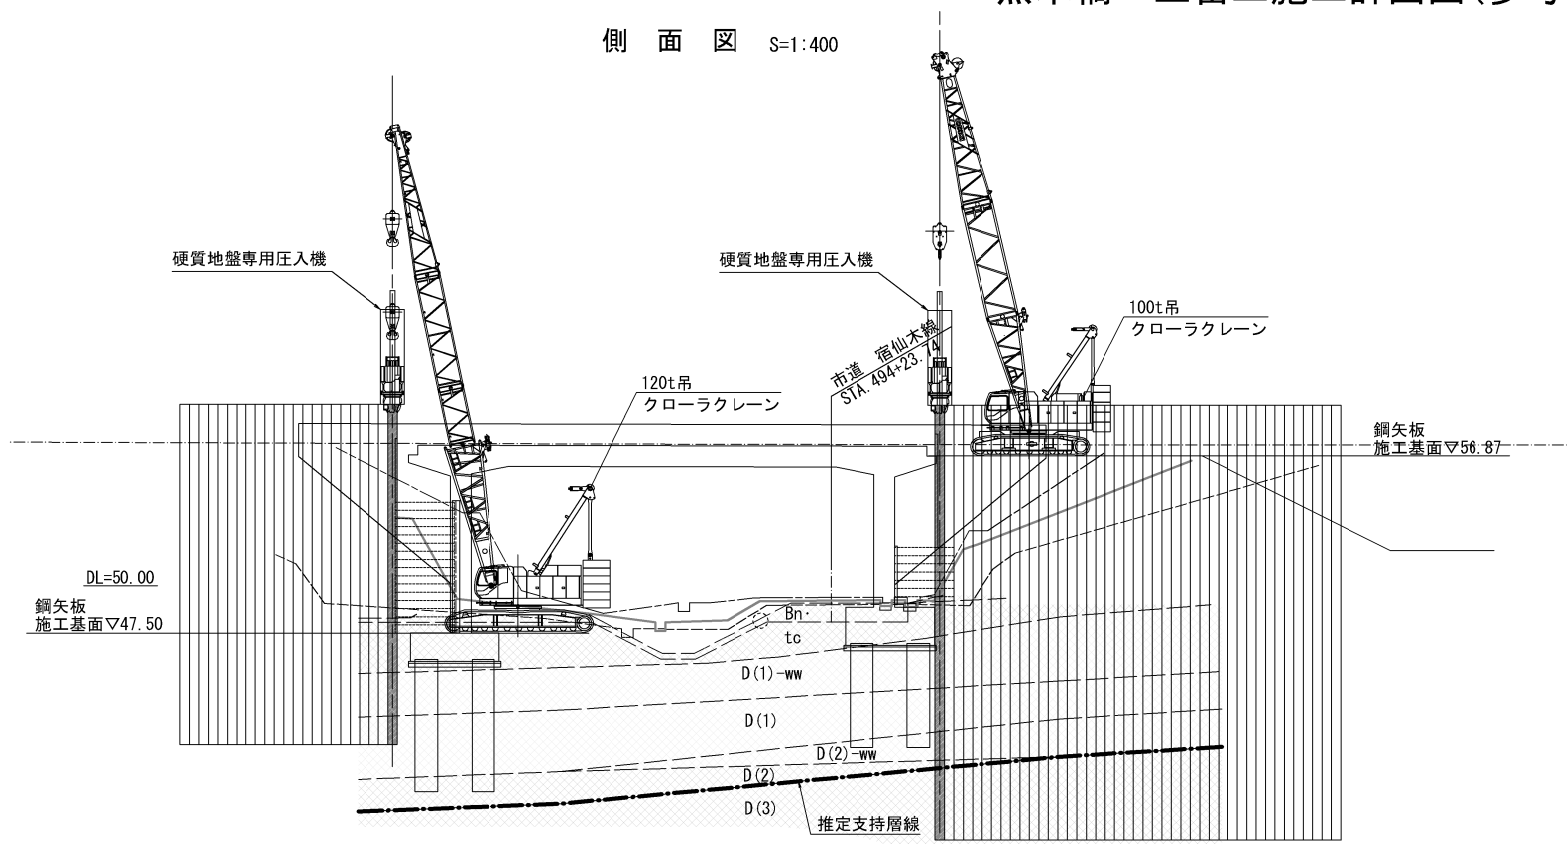 側　面　図　S=1:400
硬質地盤専用圧入機
硬質地盤専用圧入機
100t吊
クローラクレーン
市道　宿仙木線
STA.494+23.74
120t吊
クローラクレーン
鋼矢板
施工基面▽56.87
DL=50.00
鋼矢板
施工基面▽47.50
Bn・
tc
D(1)-ww
D(1)
D(2)-ww
D(2)
D(3)
推定支持層線